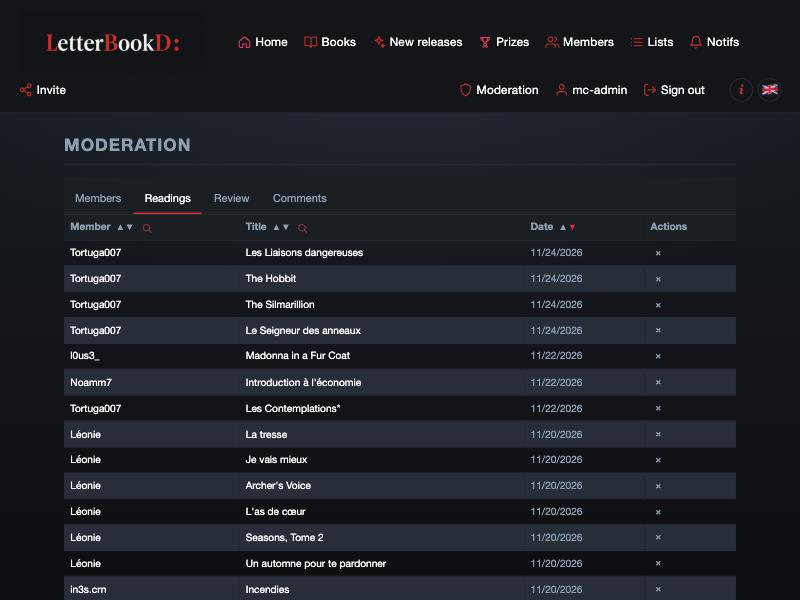 LetterBookD:
Home Books New releases Prizes Members Lists Notifs
Invite Moderation mc-admin Sign out i
MODERATION
Members Readings Review Comments
Member ▲▼ Title ▲▼ Date ▲▼ Actions
Tortuga007 Les Liaisons dangereuses 11/24/2026 ×
Tortuga007 The Hobbit 11/24/2026 ×
Tortuga007 The Silmarillion 11/24/2026 ×
Tortuga007 Le Seigneur des anneaux 11/24/2026 ×
l0us3_ Madonna in a Fur Coat 11/22/2026 ×
Noamm7 Introduction à l'économie 11/22/2026 ×
Tortuga007 Les Contemplations* 11/22/2026 ×
Léonie La tresse 11/20/2026 ×
Léonie Je vais mieux 11/20/2026 ×
Léonie Archer's Voice 11/20/2026 ×
Léonie L'as de cœur 11/20/2026 ×
Léonie Seasons, Tome 2 11/20/2026 ×
Léonie Un automne pour te pardonner 11/20/2026 ×
in3s.crn Incendies 11/20/2026 ×